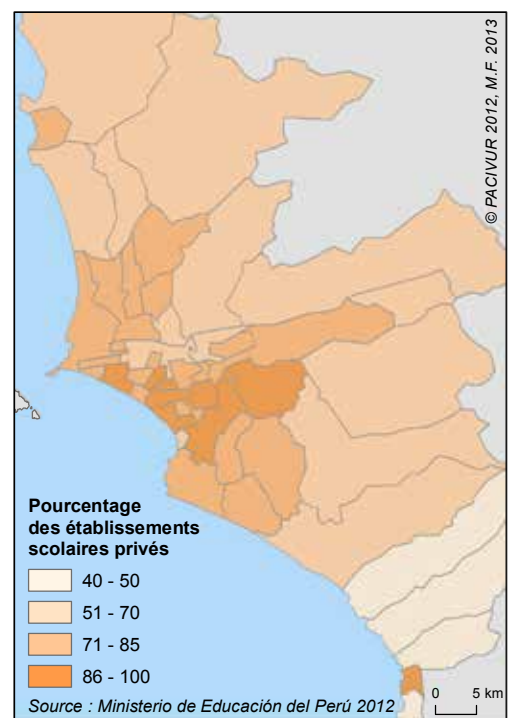 © PACIVUR 2012, M.F. 2013
Pourcentage
des établissements
scolaires privés
40 - 50
51 - 70
71 - 85
86 - 100
0 5 km
Source : Ministerio de Educación del Perú 2012